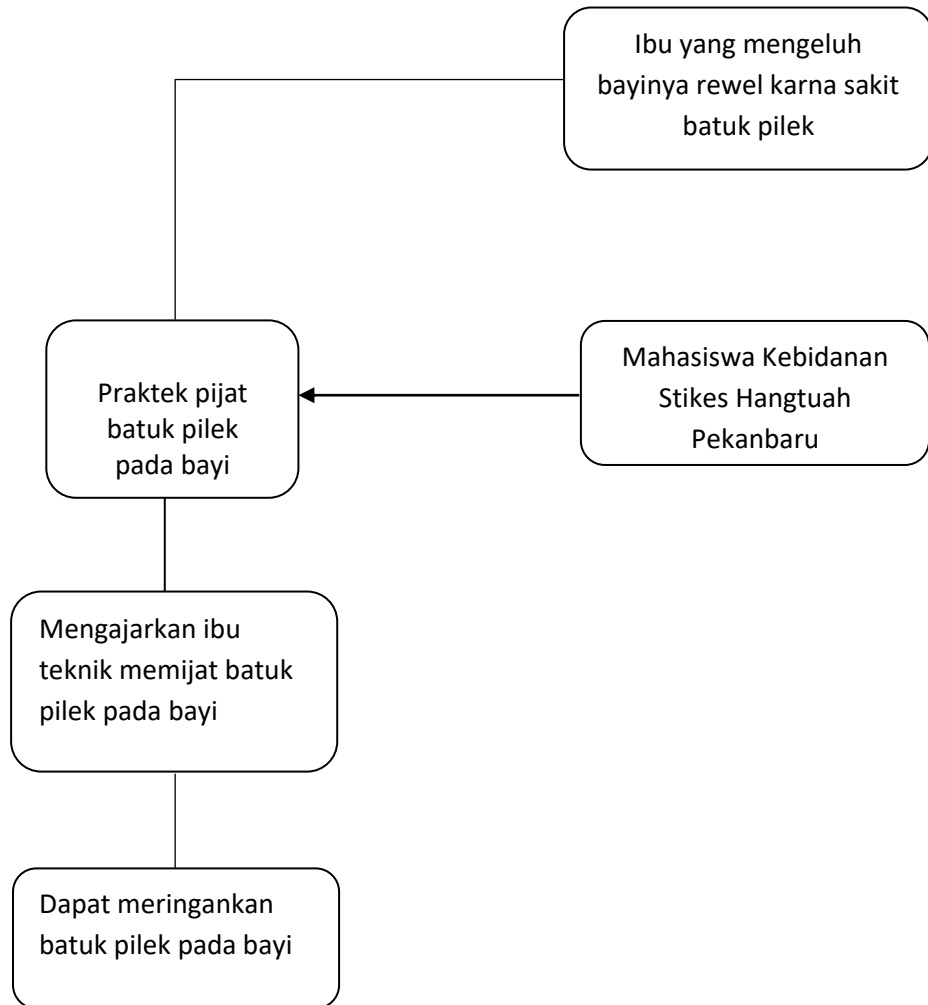 Ibu yang mengeluh
bayinya rewel karna sakit
batuk pilek
Praktek pijat
batuk pilek
pada bayi
Mahasiswa Kebidanan
Stikes Hangtuah
Pekanbaru
Mengajarkan ibu
teknik memijat batuk
pilek pada bayi
Dapat meringankan
batuk pilek pada bayi